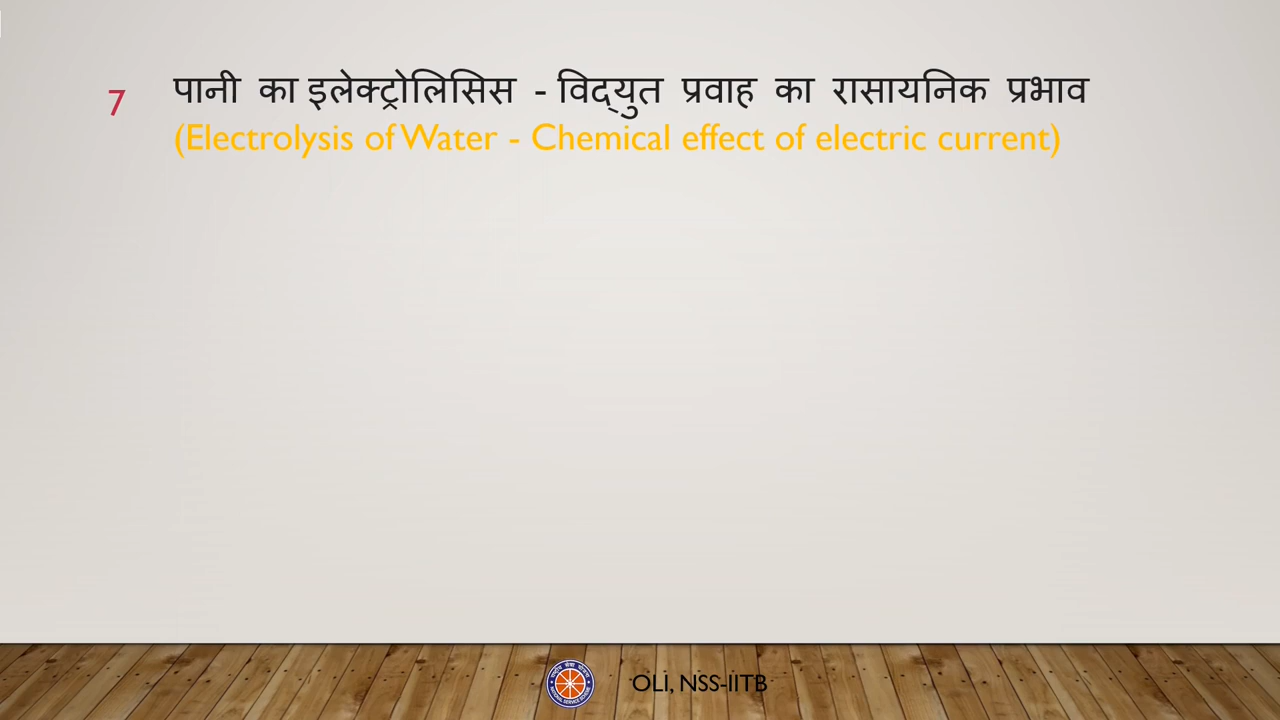 7
पानी का इलेक्ट्रोलिसिस - विद्युत प्रवाह का रासायनिक प्रभाव
(Electrolysis of Water - Chemical effect of electric current)
OLI, NSS-IITB